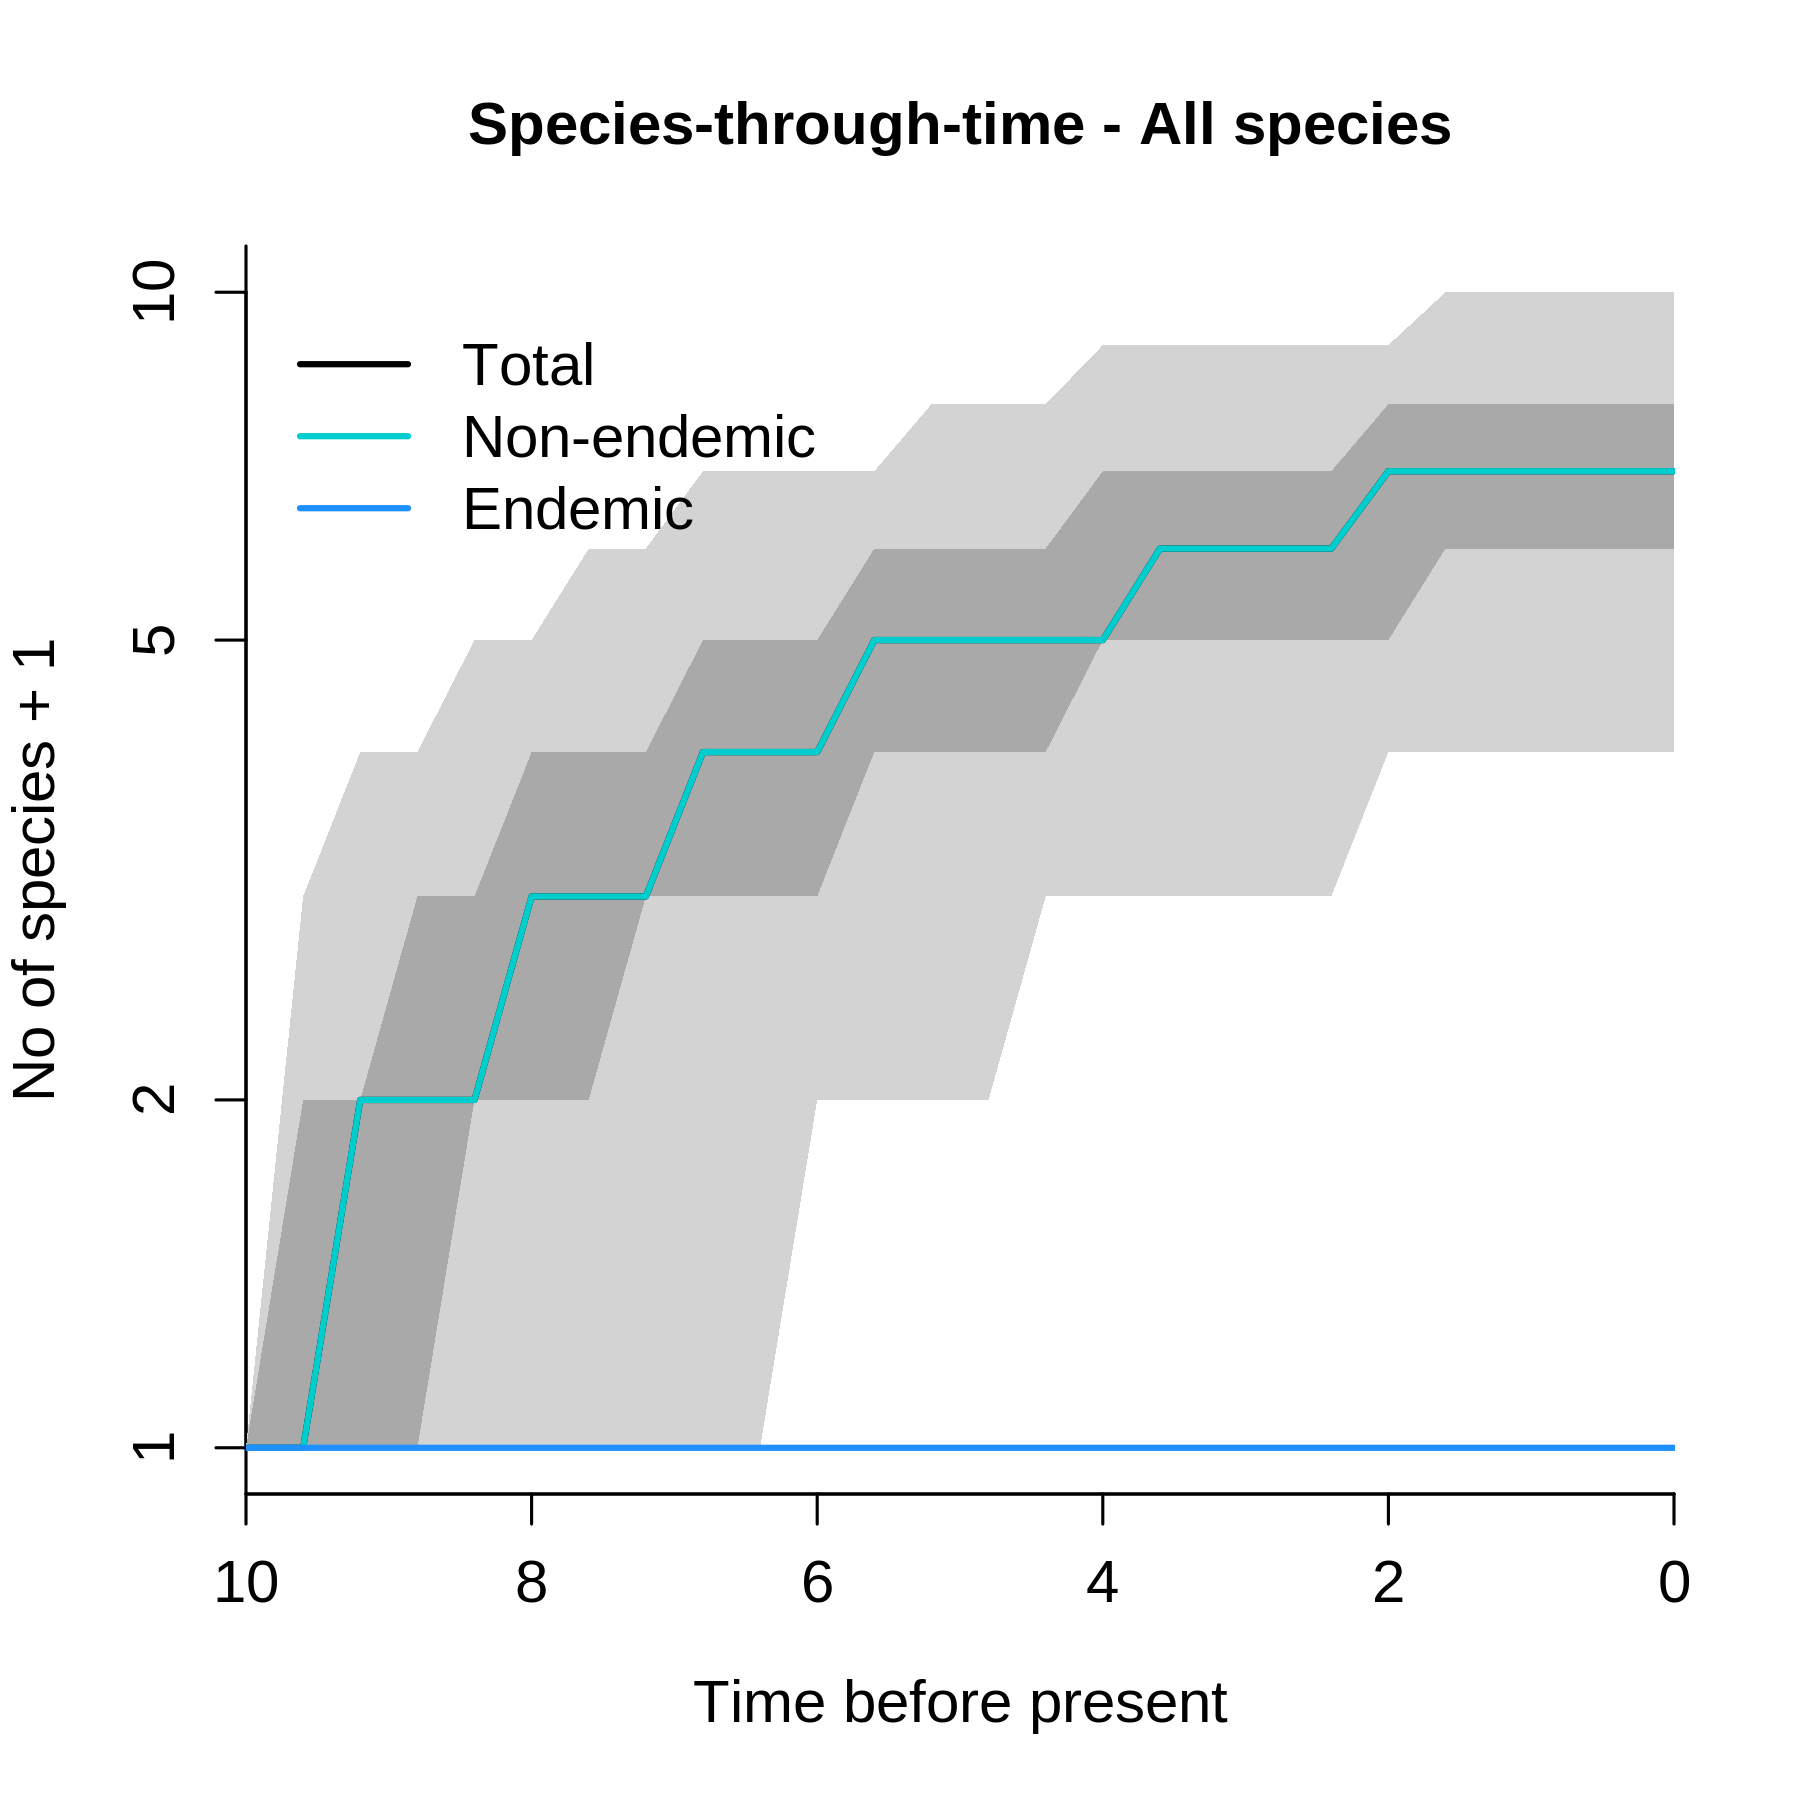 Species-through-time - All species
10
5
2
1
No of species + 1
Total
Non-endemic
Endemic
10 8 6 4 2 0
Time before present